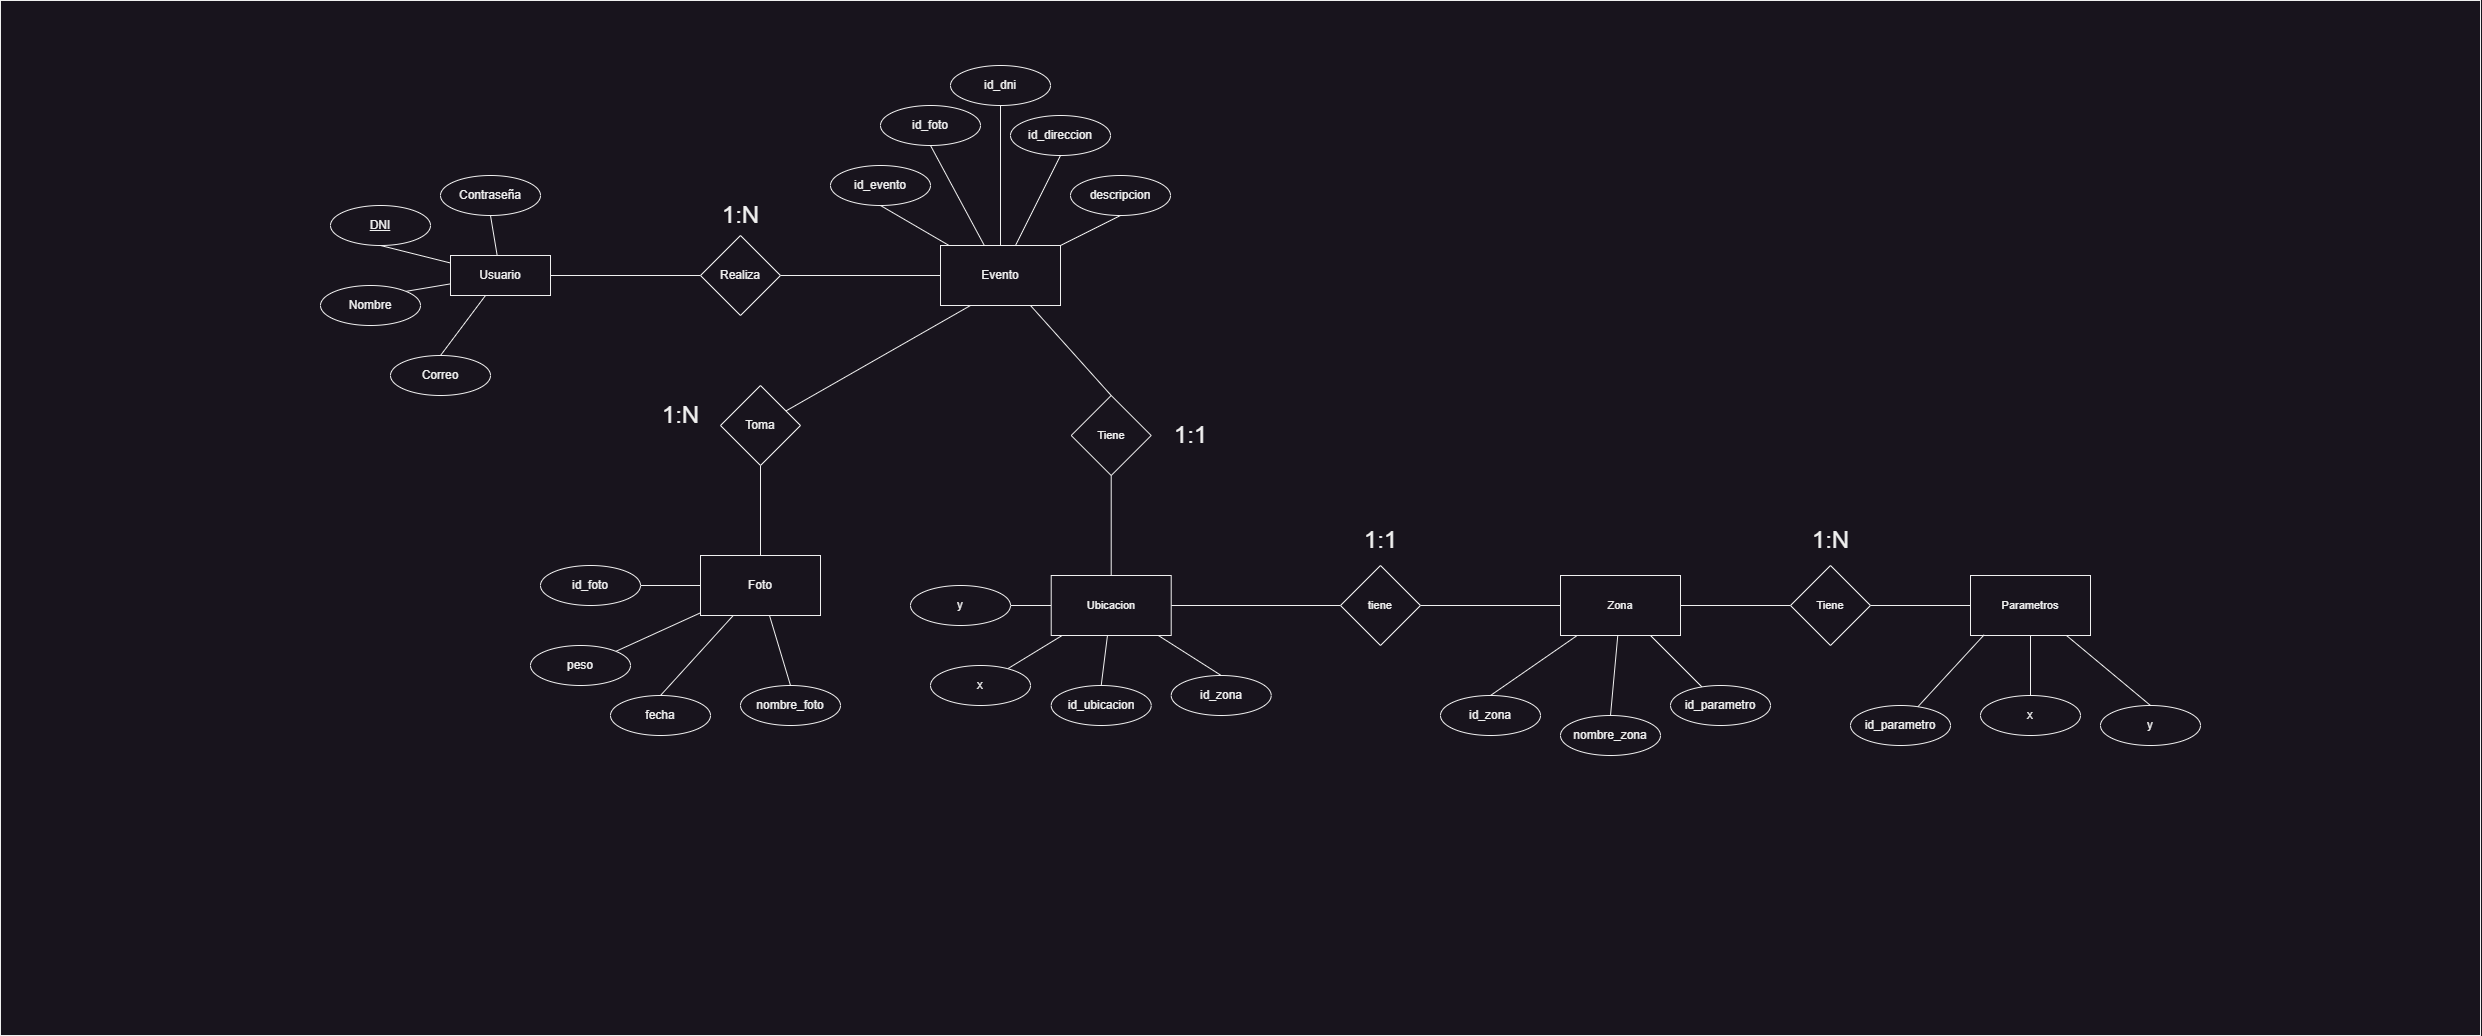 id_dni
id_foto
id_direccion
id_evento
descripcion
Contraseña
DNI
1:N
Usuario
Realiza
Evento
Nombre
Correo
1:N
Toma
Tiene
1:1
1:1
1:N
id_foto
Foto
y
Ubicacion
tiene
Zona
Tiene
Parametros
peso
x
id_zona
fecha
nombre_foto
id_ubicacion
id_zona
nombre_zona
id_parametro
id_parametro
x
y